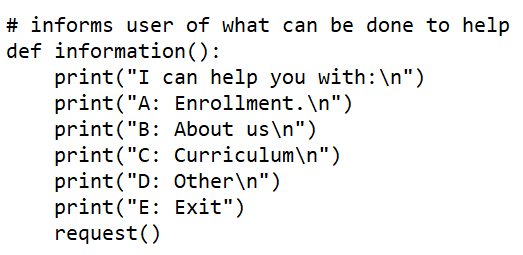 # informs user of what can be done to help
def information():
    print("I can help you with:\n")
    print("A: Enrollment.\n")
    print("B: About us\n")
    print("C: Curriculum\n")
    print("D: Other\n")
    print("E: Exit")
    request()